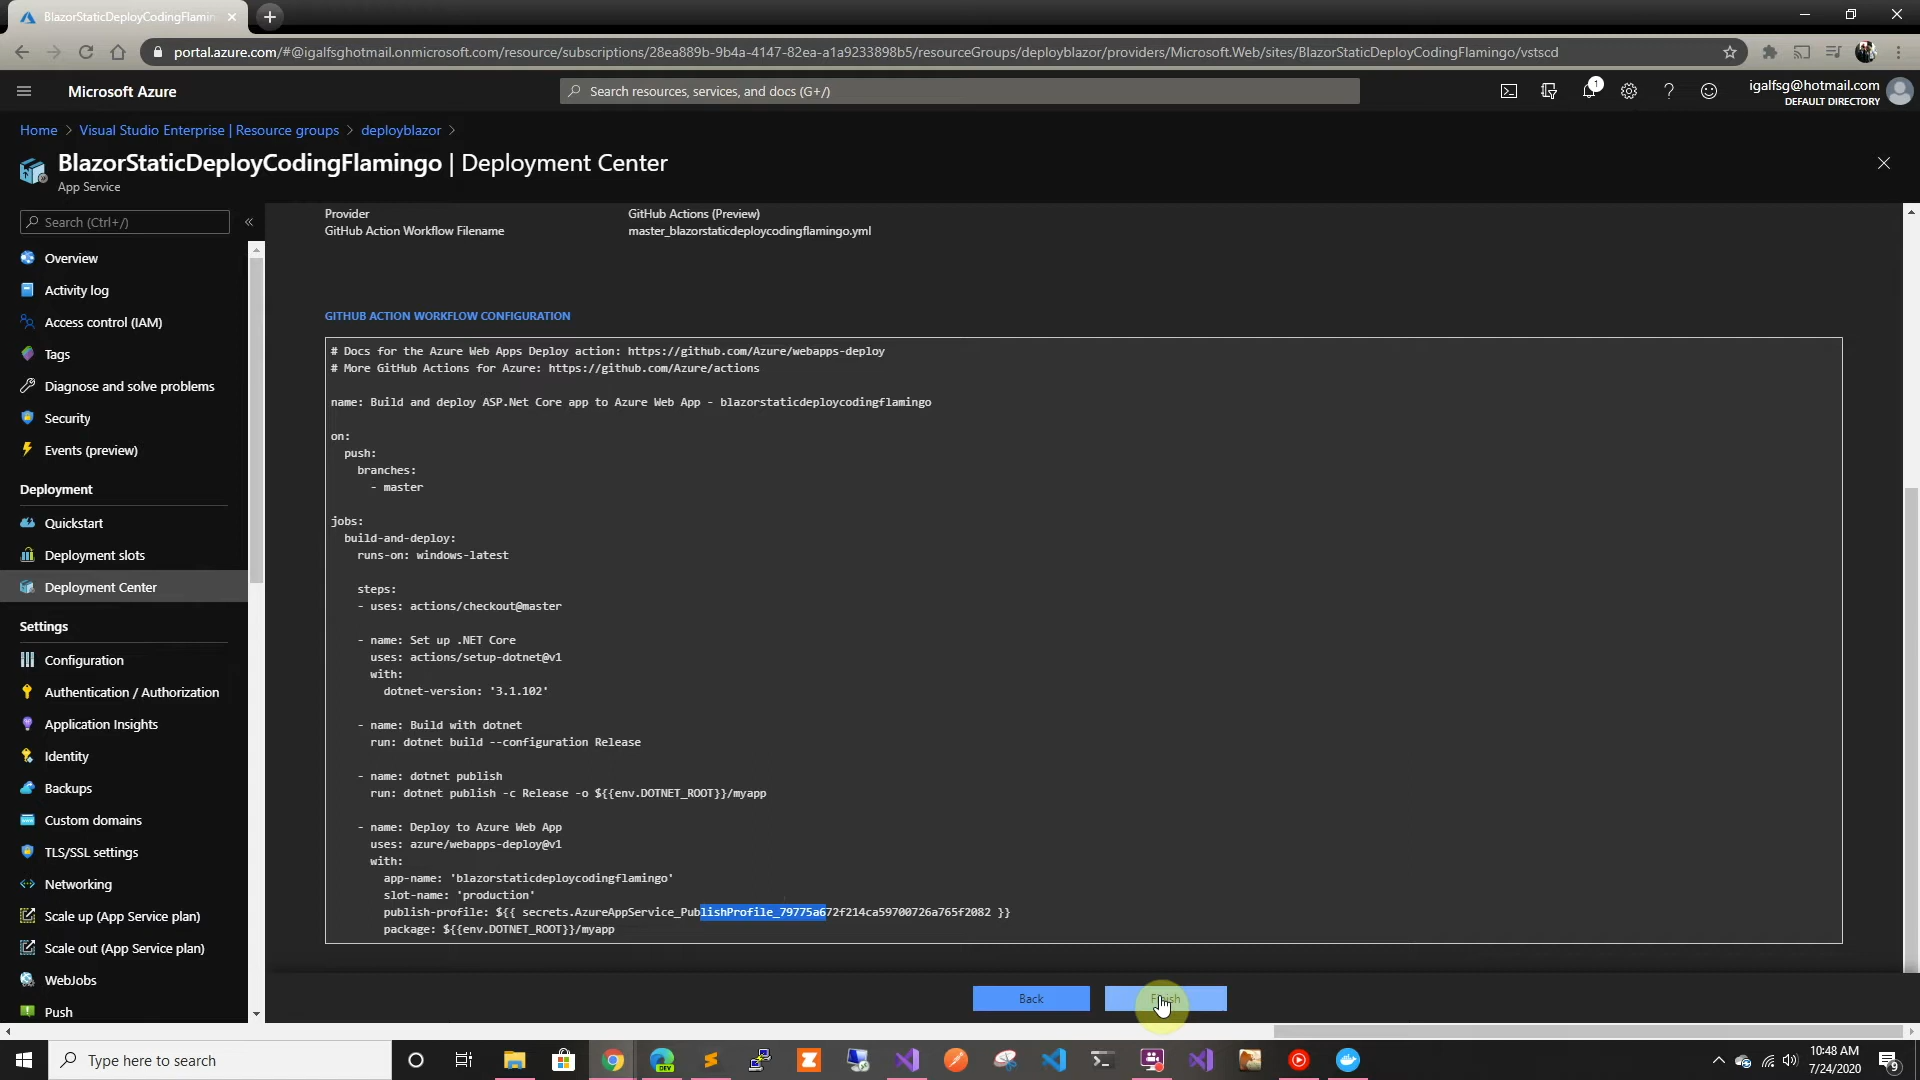 BlazorStaticDeployCodingFlamin
portal.azure.com/#@igalfsghotmail.onmicrosoft.com/resource/subscriptions/28ea889b-9b4a-4147-82ea-a1a9233898b5/resourceGroups/deployblazor/providers/Microsoft.Web/sites/BlazorStaticDeployCodingFlamingo/vstscd
Microsoft Azure
Search resources, services, and docs (G+/)
1
igalfsg@hotmail.com
DEFAULT DIRECTORY
Home > Visual Studio Enterprise | Resource groups > deployblazor >
BlazorStaticDeployCodingFlamingo | Deployment Center
App Service
Search (Ctrl+/)
Overview
Activity log
Access control (IAM)
Tags
Diagnose and solve problems
Security
Events (preview)
Deployment
Quickstart
Deployment slots
Deployment Center
Settings
Configuration
Authentication / Authorization
Application Insights
Identity
Backups
Custom domains
TLS/SSL settings
Networking
Scale up (App Service plan)
Scale out (App Service plan)
WebJobs
Push
Provider GitHub Actions (Preview)
GitHub Action Workflow Filename master_blazorstaticdeploycodingflamingo.yml
GITHUB ACTION WORKFLOW CONFIGURATION
# Docs for the Azure Web Apps Deploy action: https://github.com/Azure/webapps-deploy
# More GitHub Actions for Azure: https://github.com/Azure/actions
name: Build and deploy ASP.Net Core app to Azure Web App - blazorstaticdeploycodingflamingo
on:
push:
branches:
- master
jobs:
build-and-deploy:
runs-on: windows-latest
steps:
- uses: actions/checkout@master
- name: Set up .NET Core
uses: actions/setup-dotnet@v1
with:
dotnet-version: '3.1.102'
- name: Build with dotnet
run: dotnet build --configuration Release
- name: dotnet publish
run: dotnet publish -c Release -o ${{env.DOTNET_ROOT}}/myapp
- name: Deploy to Azure Web App
uses: azure/webapps-deploy@v1
with:
app-name: 'blazorstaticdeploycodingflamingo'
slot-name: 'production'
publish-profile: ${{ secrets.AzureAppService_PublishProfile_79775a672f214ca59700726a765f2082 }}
package: ${{env.DOTNET_ROOT}}/myapp
Back
Finish
Type here to search
DEV
10:48 AM
7/24/2020
9